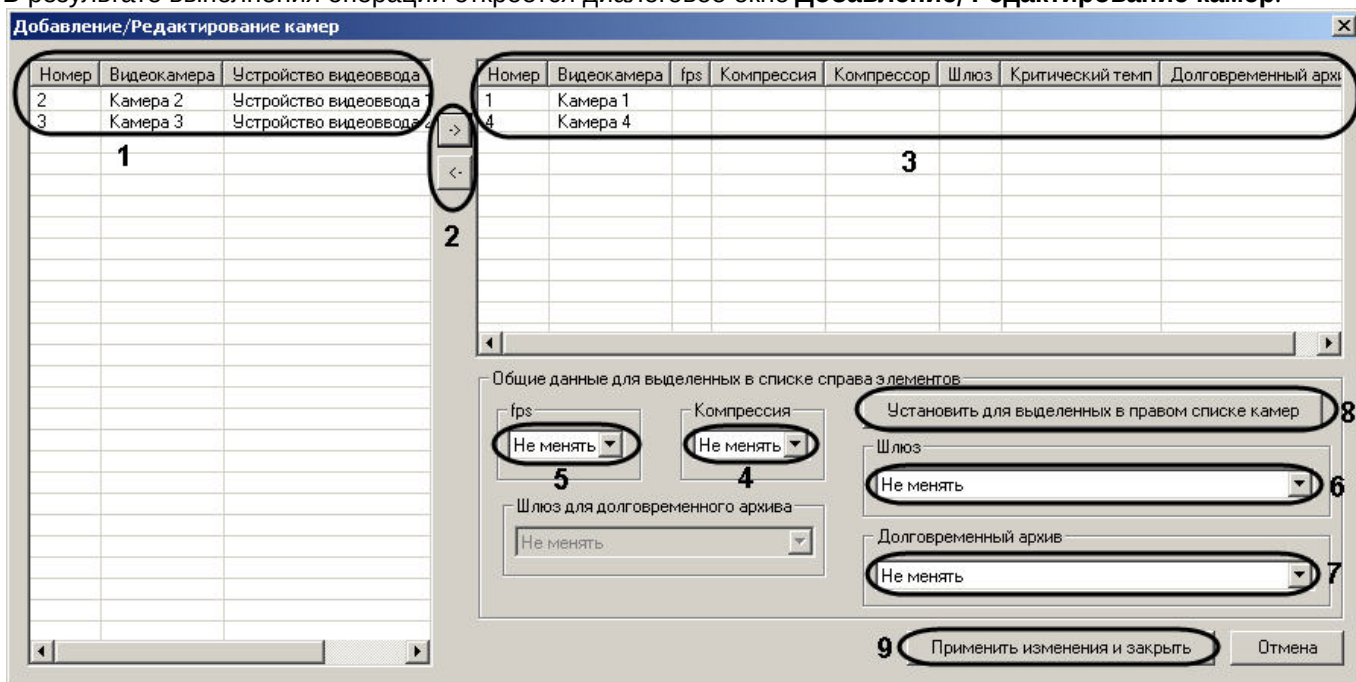 В результате выполнения операции откроется диалоговое окно Добавление/Редактирование камер.
Добавление/Редактирование камер
Номер Видеокамера Устройство видеоввода
2 Камера 2 Устройство видеоввода 1
3 Камера 3 Устройство видеоввода 2
1
->
<-
2
Номер Видеокамера fps Компрессия Компрессор Шлюз Критический темп Долговременный архи
1 Камера 1
4 Камера 4
3
Общие данные для выделенных в списке справа элементов
fps
Не менять
5
Компрессия
Не менять
4
Установить для выделенных в правом списке камер 8
Шлюз
Не менять 6
Шлюз для долговременного архива
Не менять
Долговременный архив
Не менять 7
9 Применить изменения и закрыть Отмена